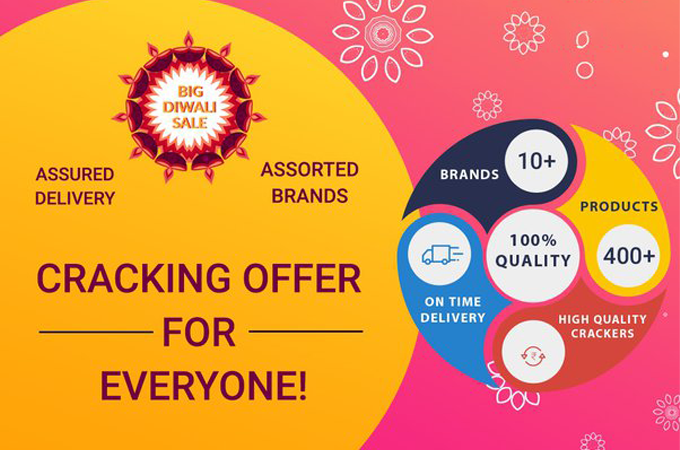 BIG
DIWALI
SALE
ASSURED
DELIVERY
ASSORTED
BRANDS
CRACKING OFFER
FOR
EVERYONE!
BRANDS
10+
PRODUCTS
400+
100%
QUALITY
ON TIME
DELIVERY
HIGH QUALITY
CRACKERS
₹